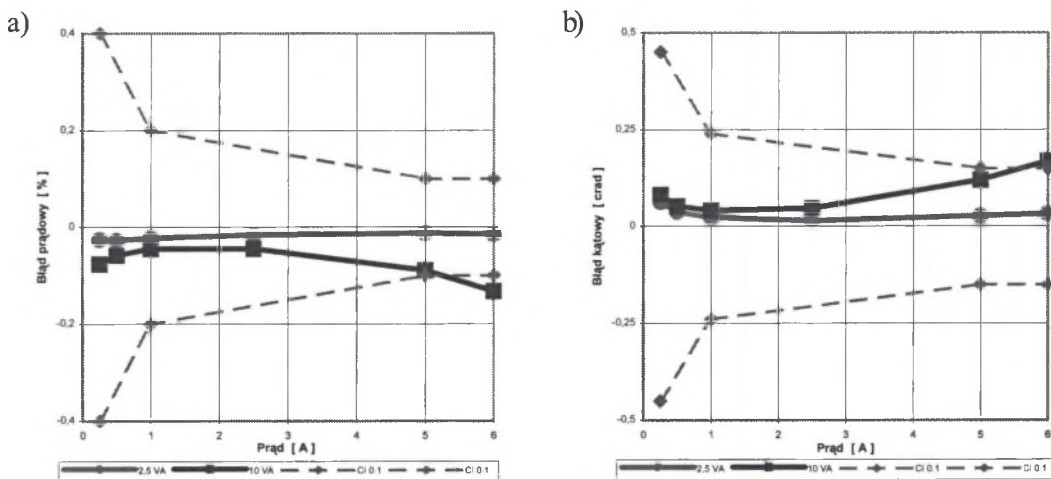 a)
0,4
0,2
0
-0,2
-0,4
Błąd prądowy [ % ]
0 1 2 3 4 5 6
Prąd [ A ]
2,5 VA 10 VA Cl 0.1 Cl 0.1
b)
0,5
0,25
0
-0,25
-0,5
Błąd kątowy [ crad ]
0 1 2 3 4 5 6
Prąd [ A ]
2,5 VA 10 VA Cl 0.1 Cl 0.1